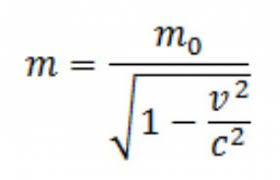 m = m₀ / √(1 − v²/c²)